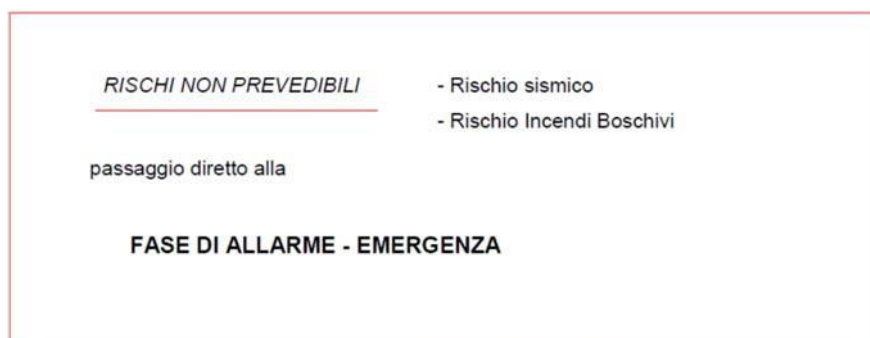 RISCHI NON PREVEDIBILI - Rischio sismico
- Rischio Incendi Boschivi
passaggio diretto alla
FASE DI ALLARME - EMERGENZA